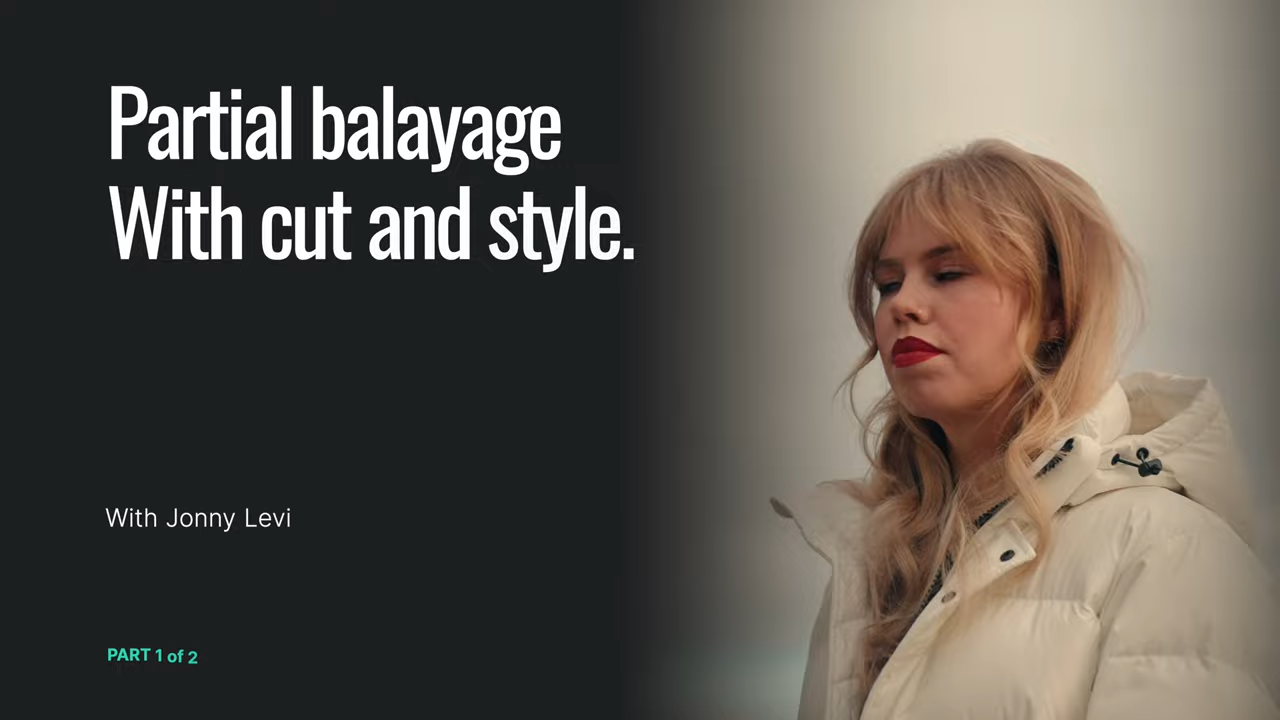 Partial balayage
With cut and style.
With Jonny Levi
PART 1 of 2